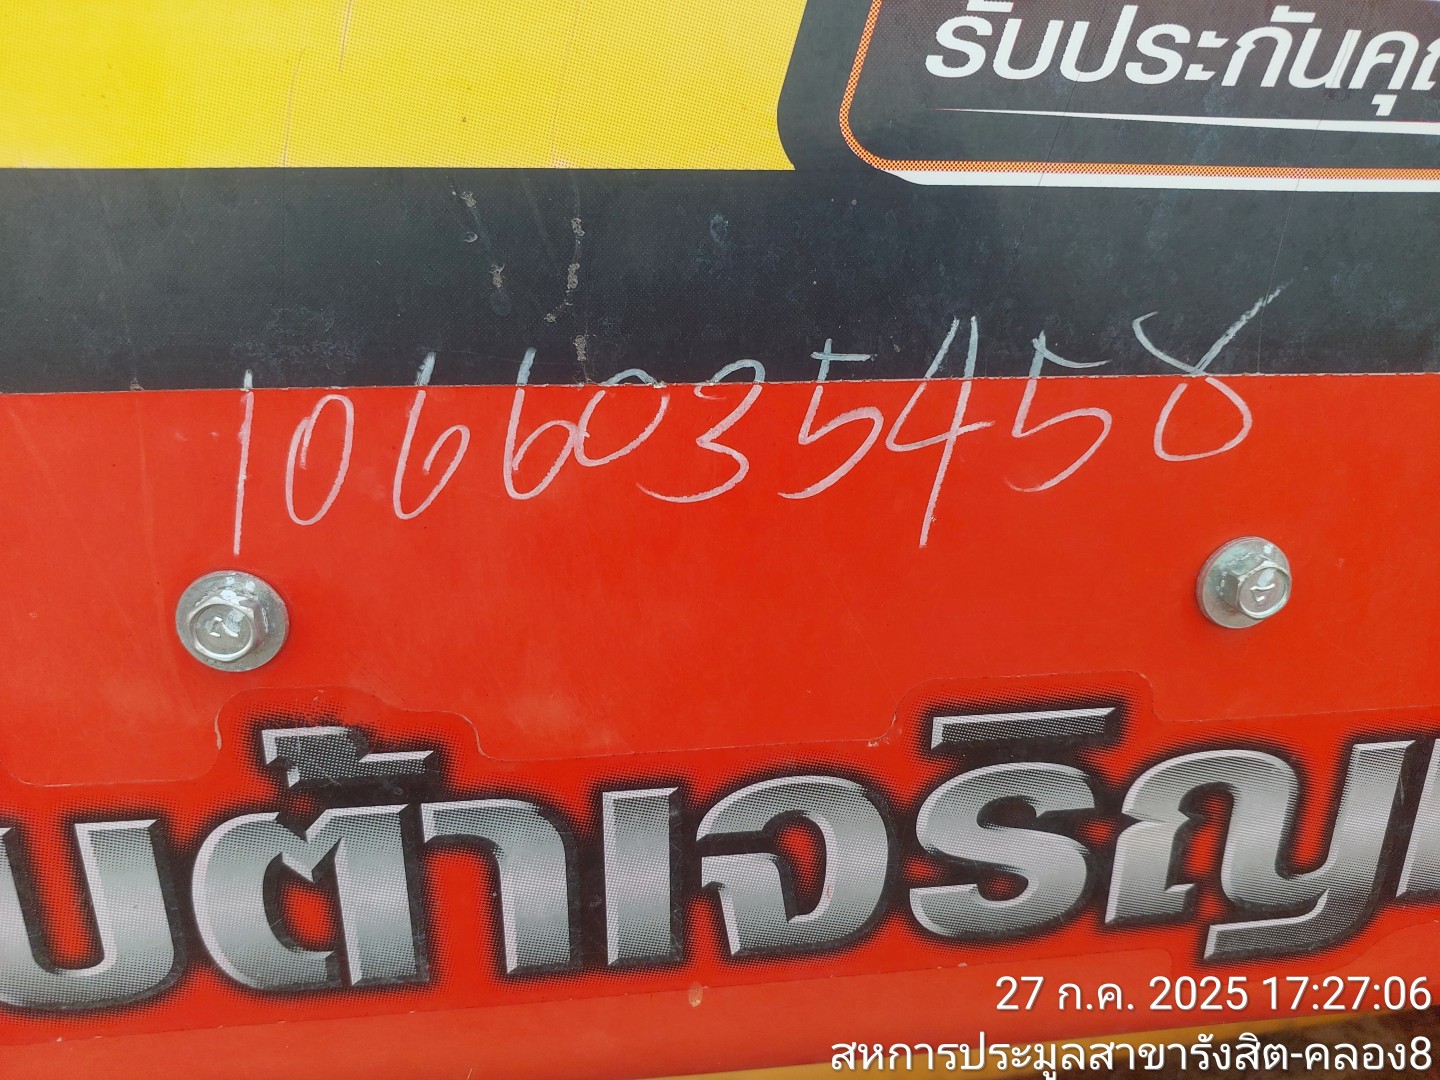 รับประกันคุณ
1066035458
ต้าเจริญ
27 ก.ค. 2025 17:27:06
สหการประมูลสาขารังสิต-คลอง8